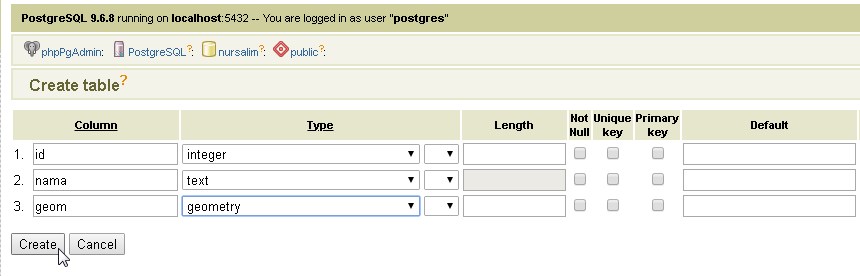 PostgreSQL 9.6.8 running on localhost:5432 -- You are logged in as user "postgres"
phpPgAdmin: PostgreSQL?: nursalim?: public?:
Create table?
Column Type Length Not Null Unique key Primary key Default
1. id integer
2. nama text
3. geom geometry
Create Cancel